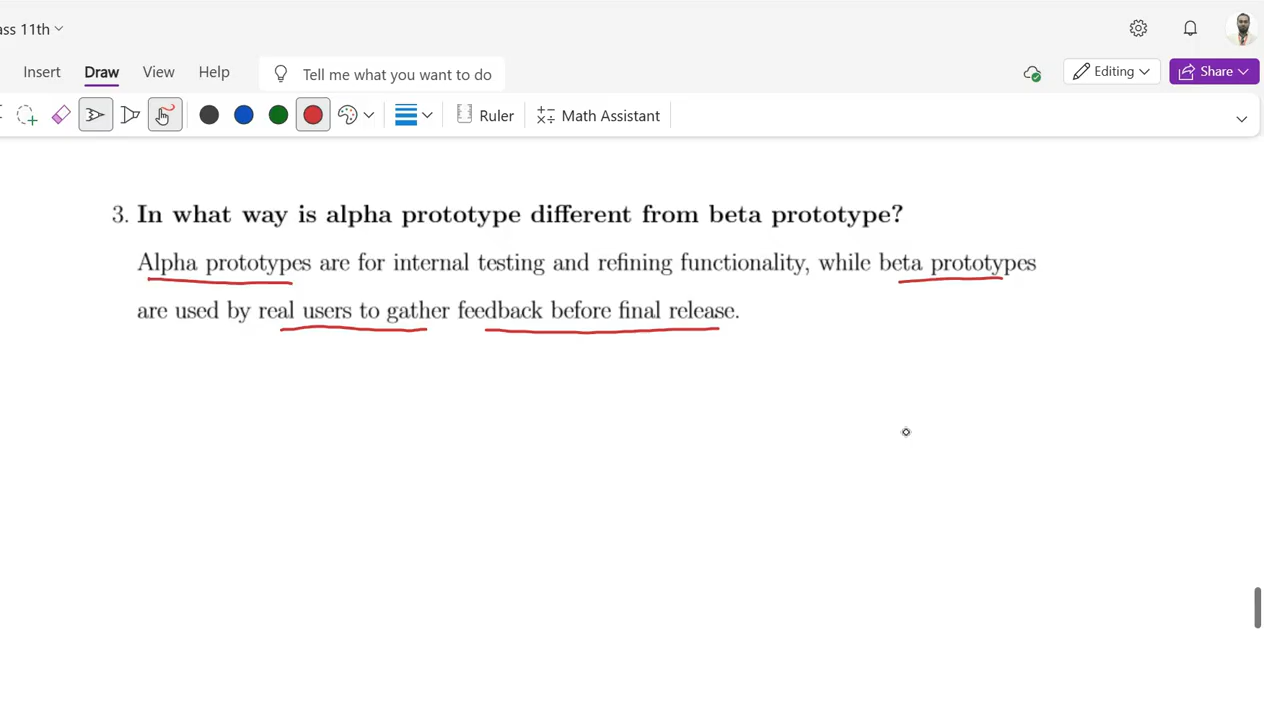 ass 11th
Insert Draw View Help Tell me what you want to do Editing Share
Ruler Math Assistant
3. In what way is alpha prototype different from beta prototype?
Alpha prototypes are for internal testing and refining functionality, while beta prototypes
are used by real users to gather feedback before final release.